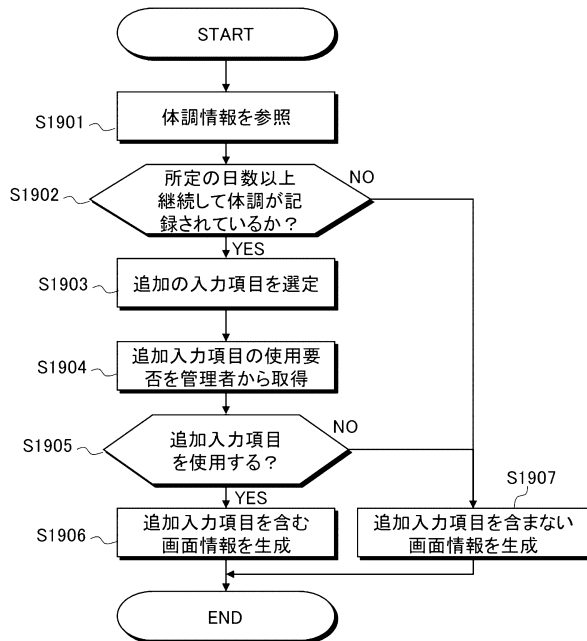 START
S1901
体調情報を参照
S1902
所定の日数以上
継続して体調が記
録されているか？
NO
YES
S1903
追加の入力項目を選定
S1904
追加入力項目の使用要
否を管理者から取得
S1905
追加入力項目
を使用する？
NO
YES
S1906
追加入力項目を含む
画面情報を生成
S1907
追加入力項目を含まない
画面情報を生成
END